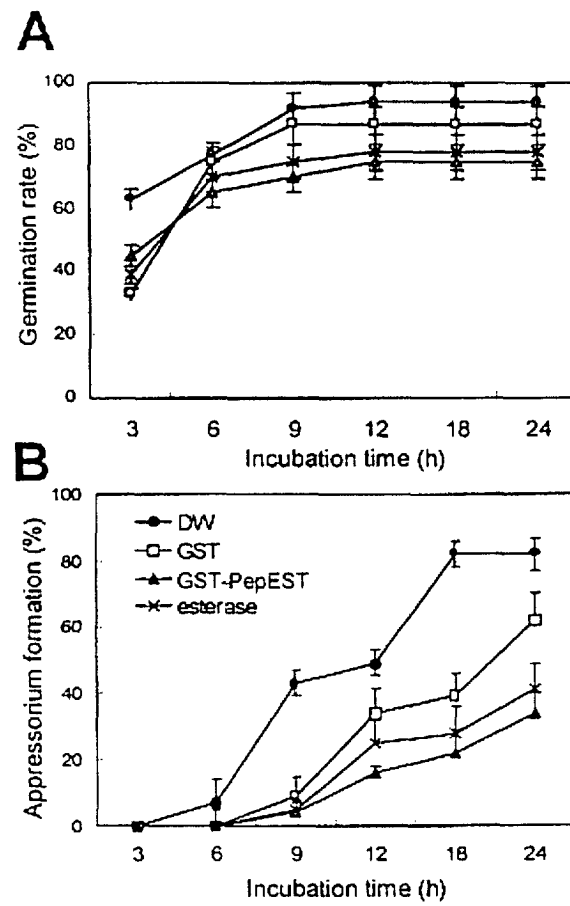 A
Germination rate (%)
100
80
60
40
20
0
3 6 9 12 18 24
Incubation time (h)
B
Appressorium formation (%)
100
80
60
40
20
0
DW
GST
GST-PepEST
esterase
3 6 9 12 18 24
Incubation time (h)